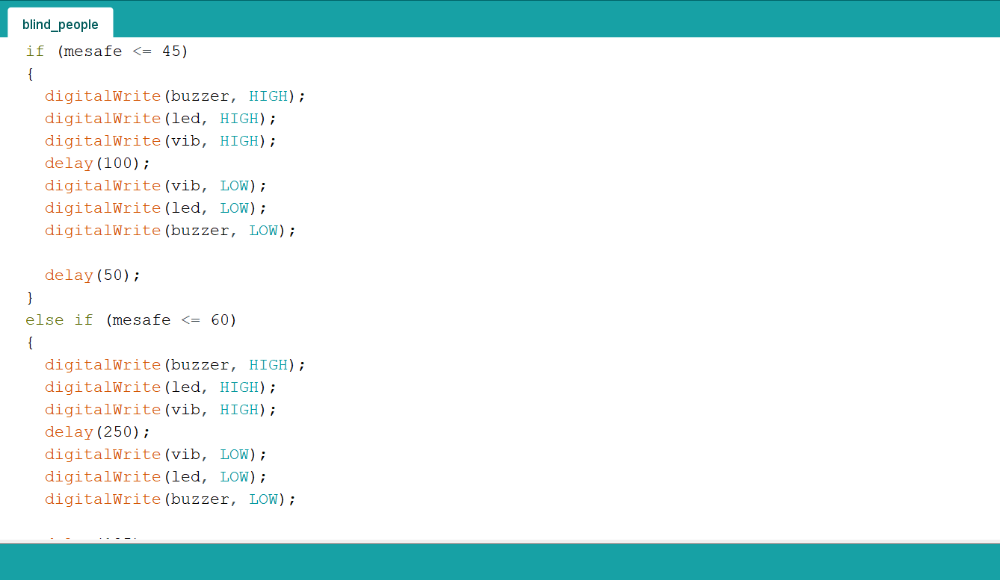 blind_people
if (mesafe <= 45)
{
  digitalWrite(buzzer, HIGH);
  digitalWrite(led, HIGH);
  digitalWrite(vib, HIGH);
  delay(100);
  digitalWrite(vib, LOW);
  digitalWrite(led, LOW);
  digitalWrite(buzzer, LOW);

  delay(50);
}
else if (mesafe <= 60)
{
  digitalWrite(buzzer, HIGH);
  digitalWrite(led, HIGH);
  digitalWrite(vib, HIGH);
  delay(250);
  digitalWrite(vib, LOW);
  digitalWrite(led, LOW);
  digitalWrite(buzzer, LOW);